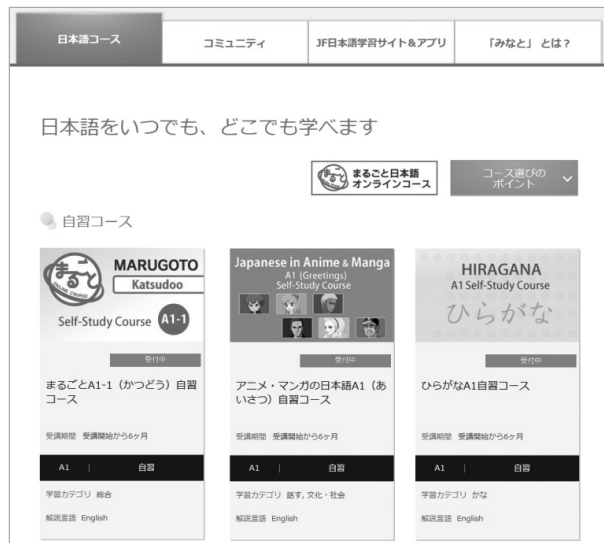 日本語コース
コミュニティ
JF日本語学習サイト&アプリ
「みなと」とは？
日本語をいつでも、どこでも学べます
まるごと
まるごと日本語
オンラインコース
コース選びの
ポイント
自習コース
まるごと
ONLINE COURSE
MARUGOTO
Katsudoo
Self-Study Course A1-1
受付中
まるごとA1-1（かつどう）自習
コース
受講期間 受講開始から6ヶ月
A1 | 自習
学習カテゴリ 総合
解説言語 English
Japanese in Anime & Manga
A1 (Greetings)
Self-Study Course
受付中
アニメ・マンガの日本語A1（あ
いさつ）自習コース
受講期間 受講開始から6ヶ月
A1 | 自習
学習カテゴリ 話す, 文化・社会
解説言語 English
HIRAGANA
A1 Self-Study Course
ひらがな
受付中
ひらがなA1自習コース
受講期間 受講開始から6ヶ月
A1 | 自習
学習カテゴリ かな
解説言語 English